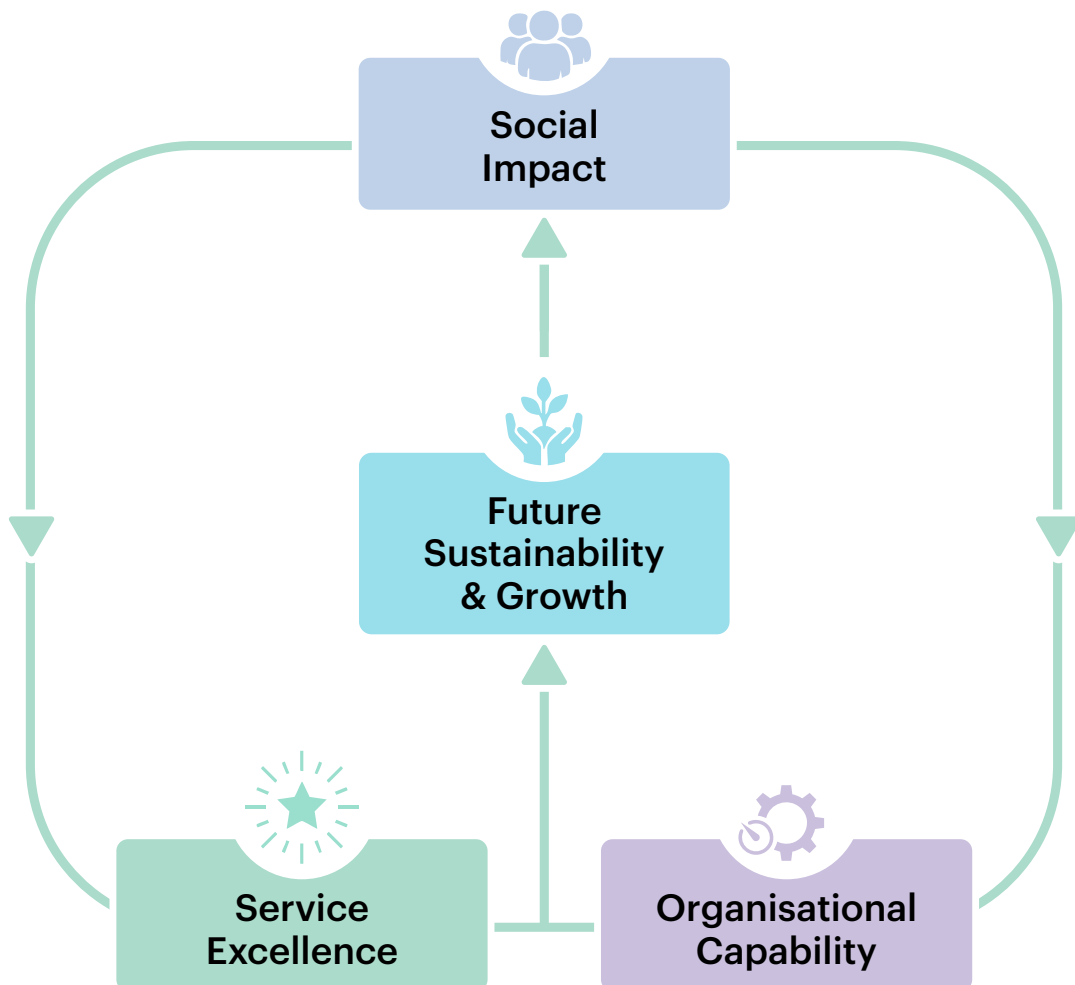 Social
Impact
Future
Sustainability
& Growth
Service
Excellence
Organisational
Capability